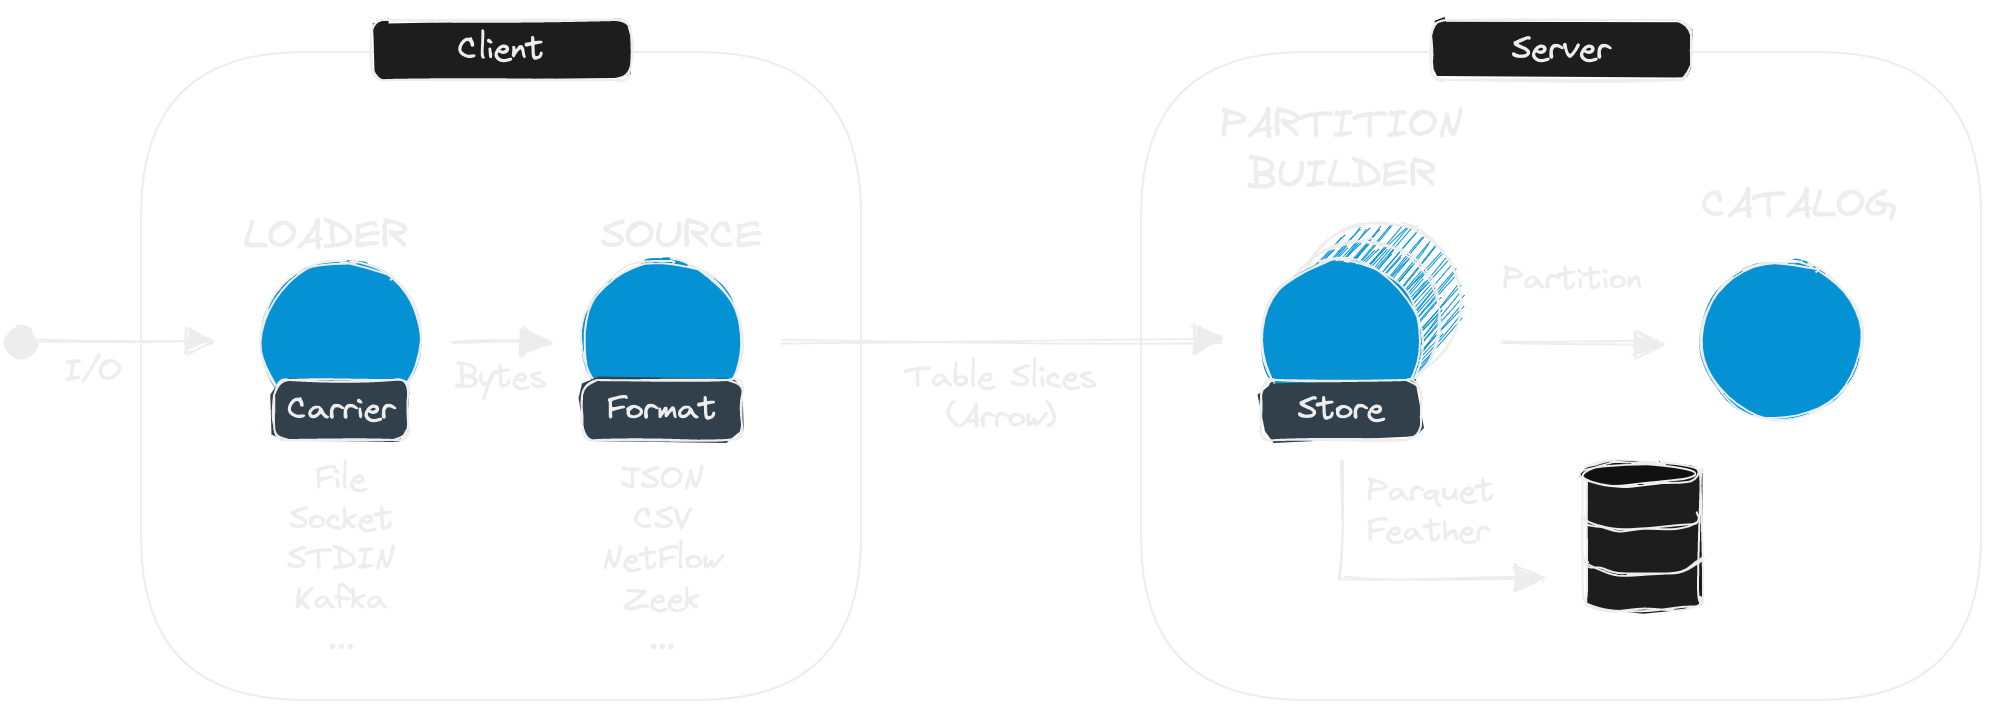 Client
Server
PARTITION
BUILDER
CATALOG
LOADER
SOURCE
Partition
I/O
Bytes
Table Slices
(Arrow)
Carrier
Format
Store
File
Socket
STDIN
Kafka
...
JSON
CSV
NetFlow
Zeek
...
Parquet
Feather